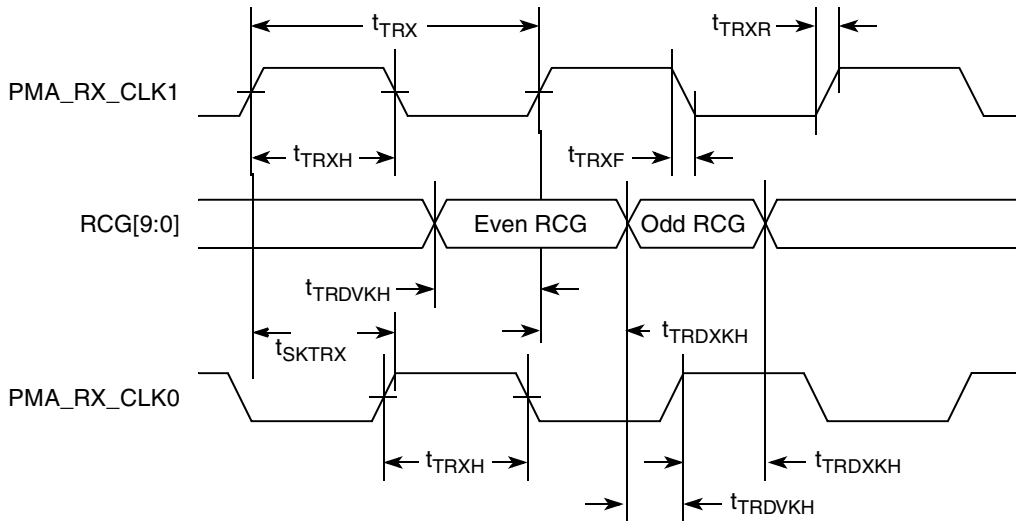 tTRX
tTRXR
PMA_RX_CLK1
tTRXH
tTRXF
RCG[9:0]
Even RCG
Odd RCG
tTRDVKH
tTRDXKH
tSKTRX
PMA_RX_CLK0
tTRXH
tTRDXKH
tTRDVKH